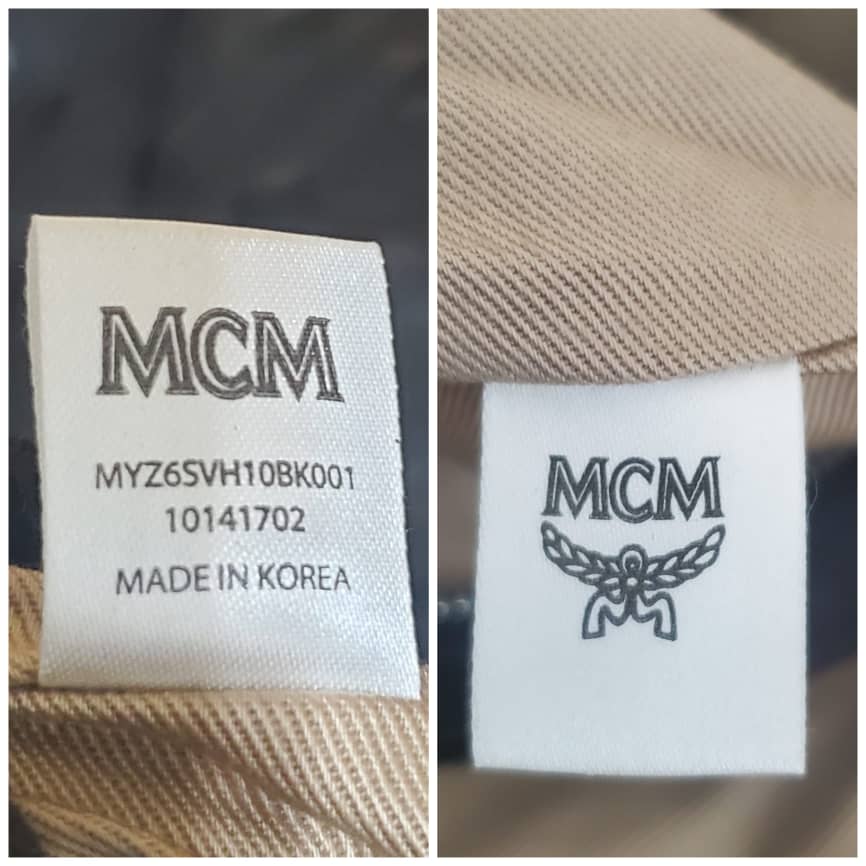 MCM
MYZ6SVH10BK001
10141702
MADE IN KOREA
MCM